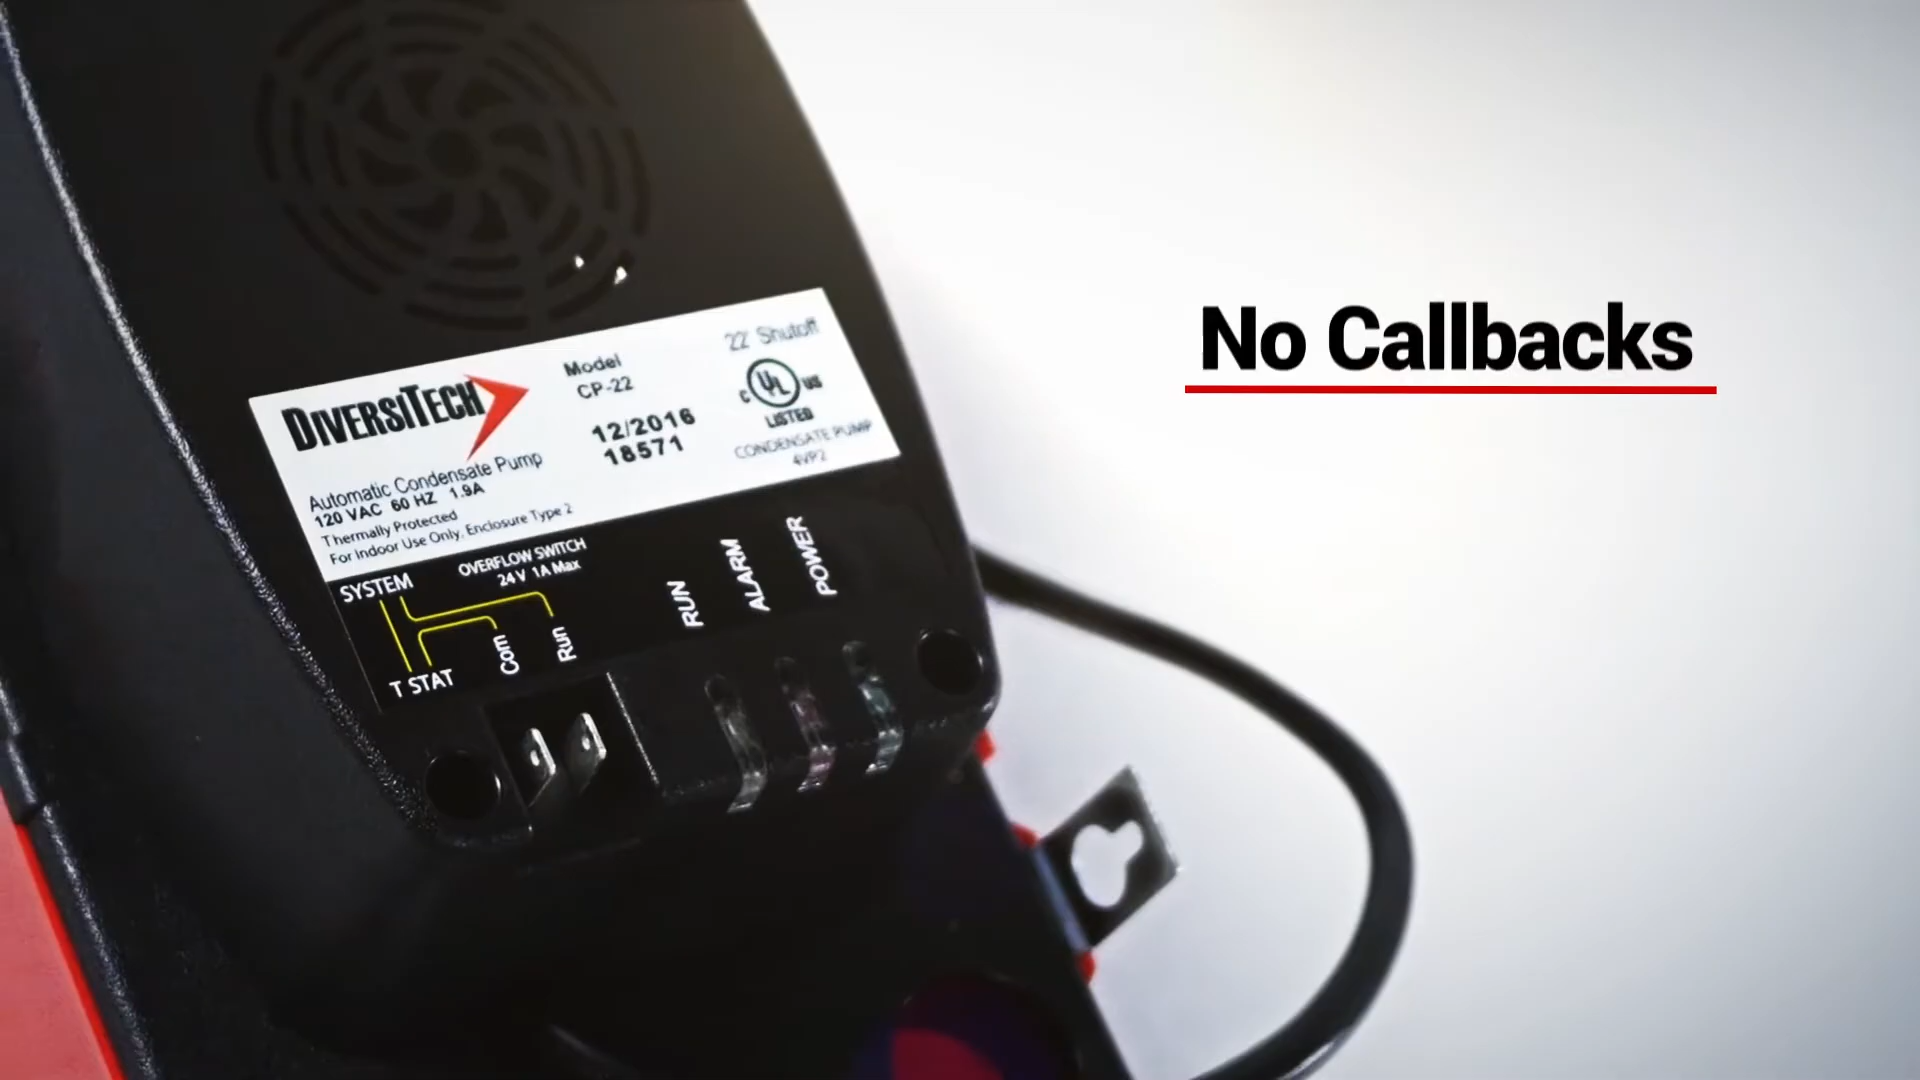 No Callbacks
DIVERSITECH
Model
CP-22
12/2016
18571
22' Shutoff
C UL US
LISTED
CONDENSATE PUMP
4VP2
Automatic Condensate Pump
120 VAC 60 HZ 1.9A
Thermally Protected
For Indoor Use Only, Enclosure Type 2
SYSTEM
OVERFLOW SWITCH
24V 1A Max
T STAT
Com
Run
RUN
ALARM
POWER